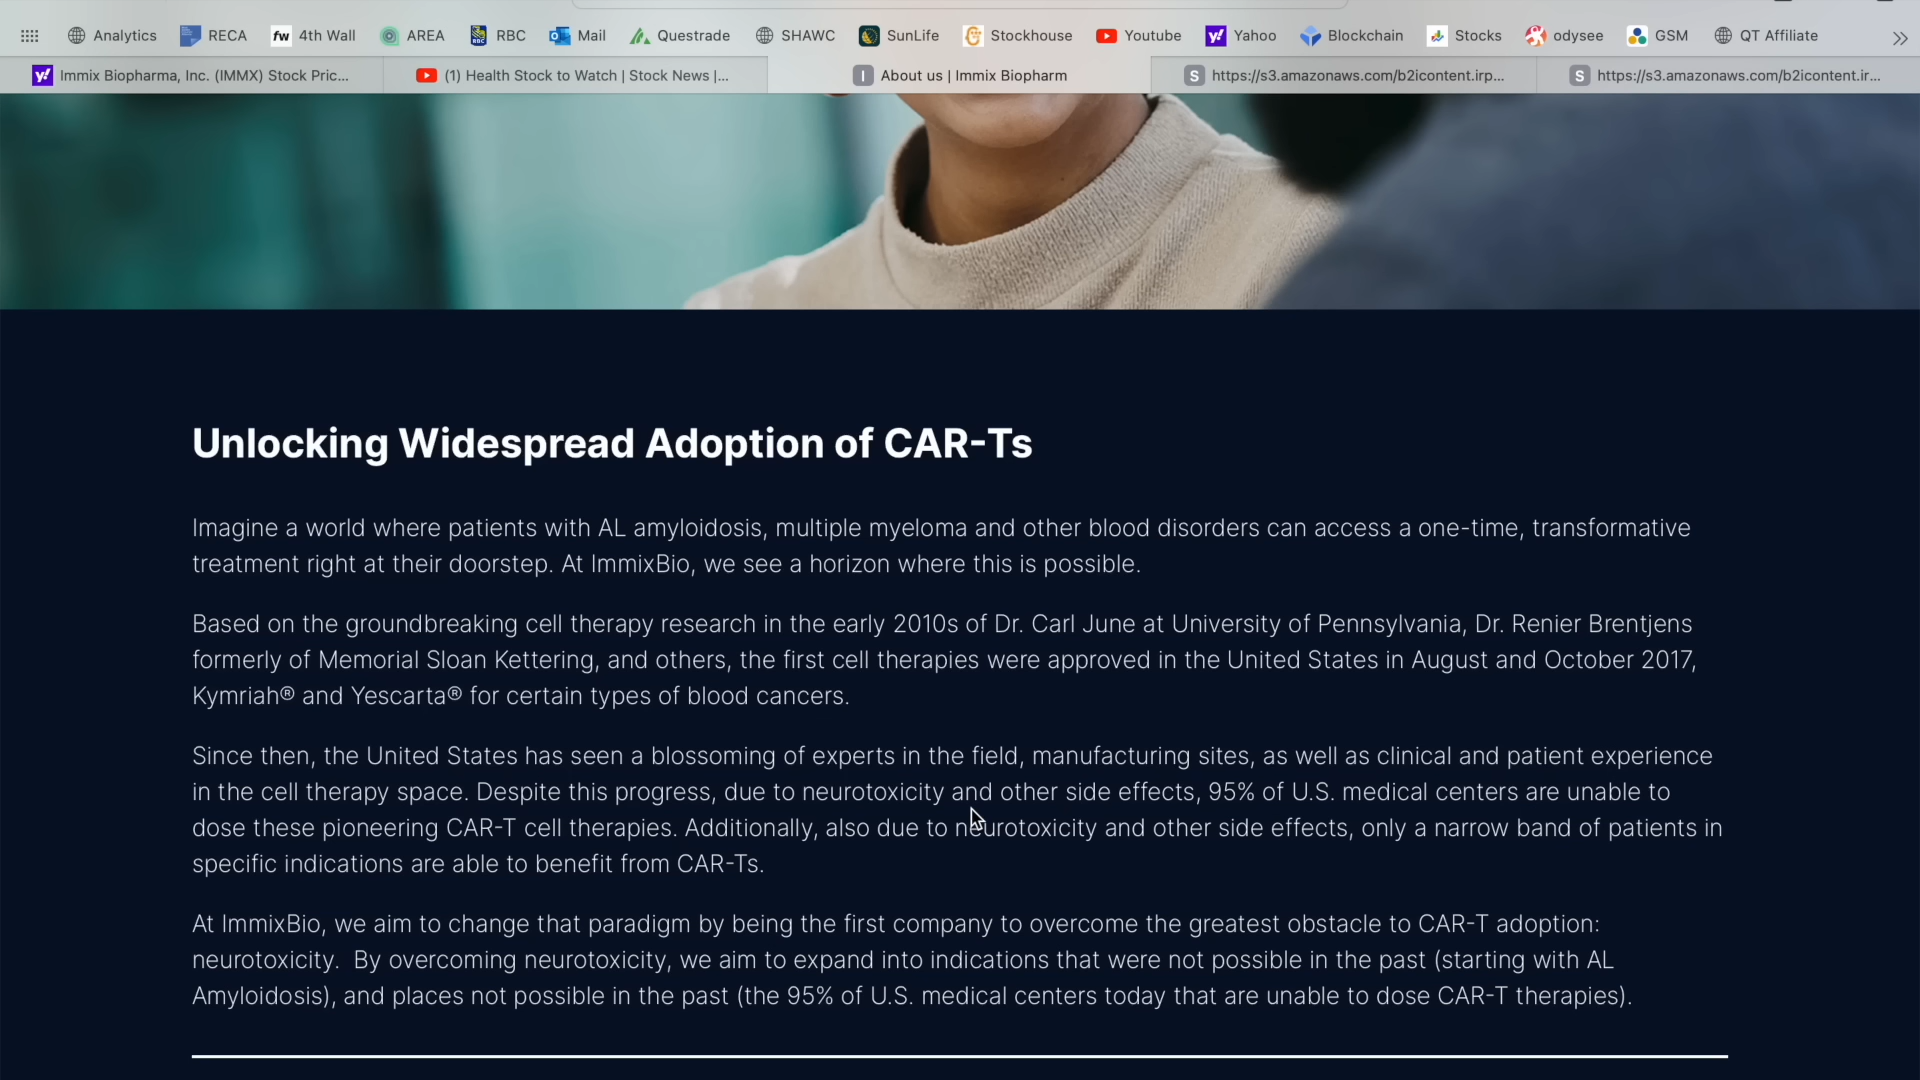 Analytics RECA fw 4th Wall AREA RBC RBC Mail Questrade SHAWC SunLife Stockhouse Youtube y! Yahoo Blockchain Stocks odysee GSM QT Affiliate
y! Immix Biopharma, Inc. (IMMX) Stock Pric... (1) Health Stock to Watch | Stock News |... I About us | Immix Biopharm S https://s3.amazonaws.com/b2icontent.irp... S https://s3.amazonaws.com/b2icontent.ir...
Unlocking Widespread Adoption of CAR-Ts
Imagine a world where patients with AL amyloidosis, multiple myeloma and other blood disorders can access a one-time, transformative
treatment right at their doorstep. At ImmixBio, we see a horizon where this is possible.
Based on the groundbreaking cell therapy research in the early 2010s of Dr. Carl June at University of Pennsylvania, Dr. Renier Brentjens
formerly of Memorial Sloan Kettering, and others, the first cell therapies were approved in the United States in August and October 2017,
Kymriah® and Yescarta® for certain types of blood cancers.
Since then, the United States has seen a blossoming of experts in the field, manufacturing sites, as well as clinical and patient experience
in the cell therapy space. Despite this progress, due to neurotoxicity and other side effects, 95% of U.S. medical centers are unable to
dose these pioneering CAR-T cell therapies. Additionally, also due to neurotoxicity and other side effects, only a narrow band of patients in
specific indications are able to benefit from CAR-Ts.
At ImmixBio, we aim to change that paradigm by being the first company to overcome the greatest obstacle to CAR-T adoption:
neurotoxicity.  By overcoming neurotoxicity, we aim to expand into indications that were not possible in the past (starting with AL
Amyloidosis), and places not possible in the past (the 95% of U.S. medical centers today that are unable to dose CAR-T therapies).